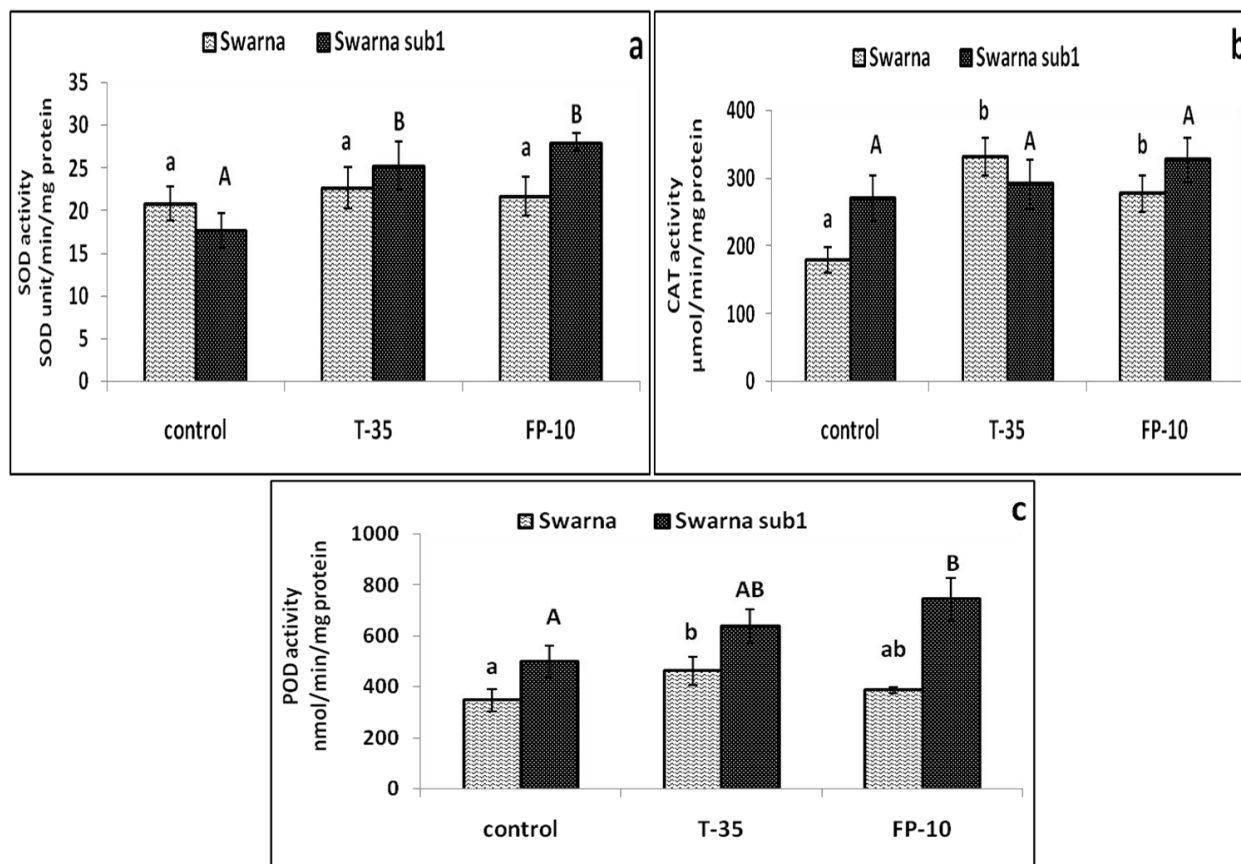 Swarna Swarna sub1 a
SOD activity
SOD unit/min/mg protein
35
30
25
20
15
10
5
0
a A a B a B
control T-35 FP-10
Swarna Swarna sub1 b
CAT activity
µmol/min/mg protein
400
300
200
100
0
a A b A b A
control T-35 FP-10
Swarna Swarna sub1 c
POD activity
nmol/min/mg protein
1000
800
600
400
200
0
a A b AB ab B
control T-35 FP-10